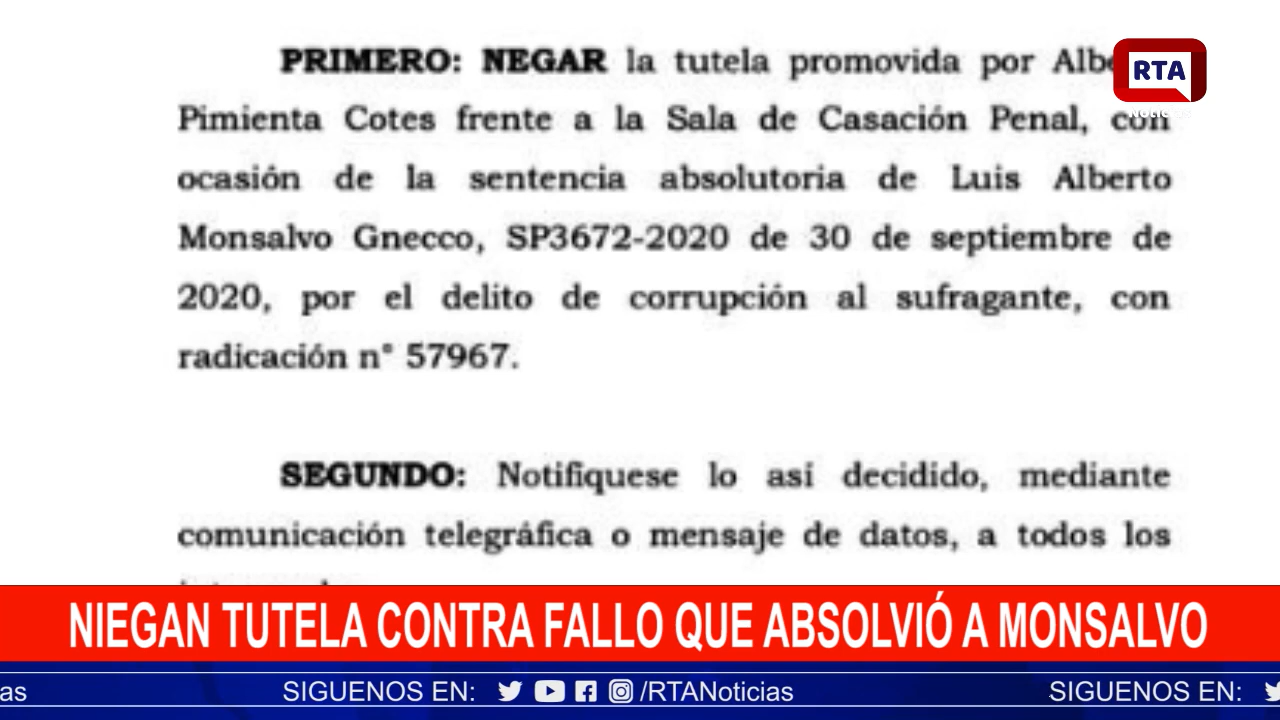 PRIMERO: NEGAR la tutela promovida por
RTA
Pimienta Cotes frente a la Sala de Casación Penal, con
ocasión de la sentencia absolutoria de Luis Alberto
Monsalvo Gnecco, SP3672-2020 de 30 de septiembre de
2020, por el delito de corrupción al sufragante, con
radicación n° 57967.
SEGUNDO: Notifíquese lo así decidido, mediante
comunicación telegráfica o mensaje de datos, a todos los
NIEGAN TUTELA CONTRA FALLO QUE ABSOLVIÓ A MONSALVO
as SIGUENOS EN: /RTANoticias SIGUENOS EN: